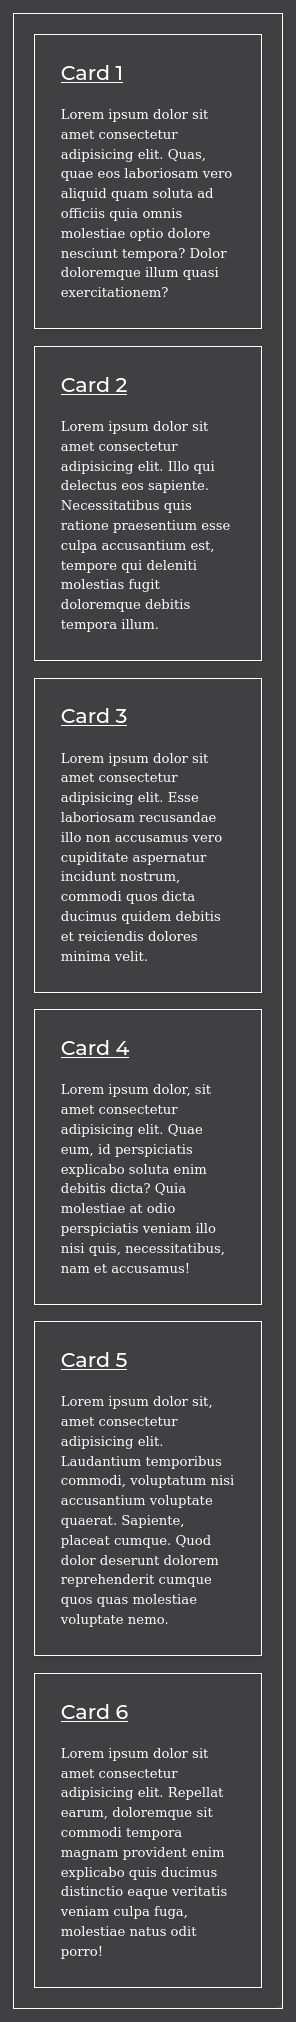 Card 1
Lorem ipsum dolor sit
amet consectetur
adipisicing elit. Quas,
quae eos laboriosam vero
aliquid quam soluta ad
officiis quia omnis
molestiae optio dolore
nesciunt tempora? Dolor
doloremque illum quasi
exercitationem?
Card 2
Lorem ipsum dolor sit
amet consectetur
adipisicing elit. Illo qui
delectus eos sapiente.
Necessitatibus quis
ratione praesentium esse
culpa accusantium est,
tempore qui deleniti
molestias fugit
doloremque debitis
tempora illum.
Card 3
Lorem ipsum dolor sit
amet consectetur
adipisicing elit. Esse
laboriosam recusandae
illo non accusamus vero
cupiditate aspernatur
incidunt nostrum,
commodi quos dicta
ducimus quidem debitis
et reiciendis dolores
minima velit.
Card 4
Lorem ipsum dolor, sit
amet consectetur
adipisicing elit. Quae
eum, id perspiciatis
explicabo soluta enim
debitis dicta? Quia
molestiae at odio
perspiciatis veniam illo
nisi quis, necessitatibus,
nam et accusamus!
Card 5
Lorem ipsum dolor sit,
amet consectetur
adipisicing elit.
Laudantium temporibus
commodi, voluptatum nisi
accusantium voluptate
quaerat. Sapiente,
placeat cumque. Quod
dolor deserunt dolorem
reprehenderit cumque
quos quas molestiae
voluptate nemo.
Card 6
Lorem ipsum dolor sit
amet consectetur
adipisicing elit. Repellat
earum, doloremque sit
commodi tempora
magnam provident enim
explicabo quis ducimus
distinctio eaque veritatis
veniam culpa fuga,
molestiae natus odit
porro!